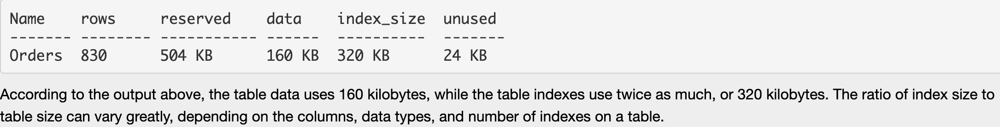 Name    rows     reserved    data    index_size  unused
------- -------- ----------- ------  ----------  -------
Orders  830      504 KB      160 KB  320 KB      24 KB
According to the output above, the table data uses 160 kilobytes, while the table indexes use twice as much, or 320 kilobytes. The ratio of index size to
table size can vary greatly, depending on the columns, data types, and number of indexes on a table.